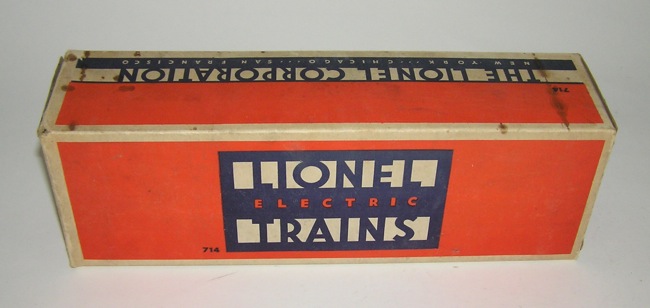 714
THE LIONEL CORPORATION
NEW YORK....CHICAGO....SAN FRANCISCO
LIONEL
ELECTRIC
TRAINS
714